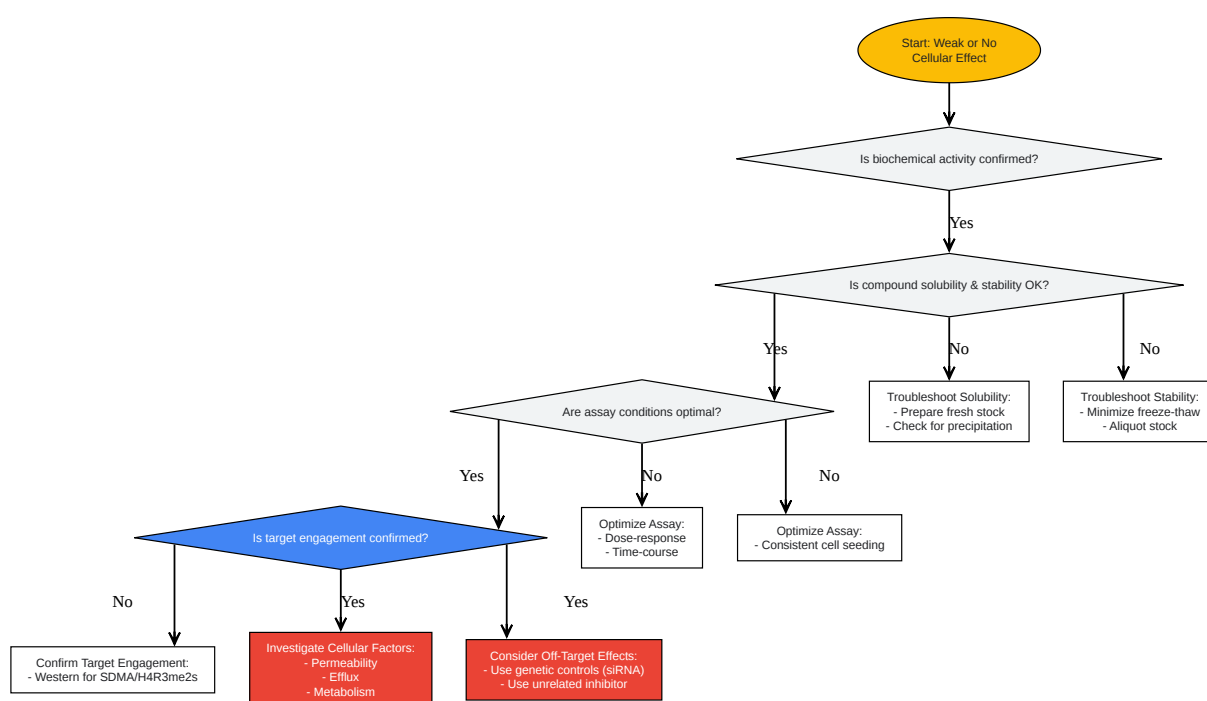 Start: Weak or No
Cellular Effect
Is biochemical activity confirmed?
Yes
Is compound solubility & stability OK?
Yes
No
No
Troubleshoot Solubility:
- Prepare fresh stock
- Check for precipitation
Troubleshoot Stability:
- Minimize freeze-thaw
- Aliquot stock
Are assay conditions optimal?
Yes
No
No
Optimize Assay:
- Dose-response
- Time-course
Optimize Assay:
- Consistent cell seeding
Is target engagement confirmed?
No
Yes
Yes
Confirm Target Engagement:
- Western for SDMA/H4R3me2s
Investigate Cellular Factors:
- Permeability
- Efflux
- Metabolism
Consider Off-Target Effects:
- Use genetic controls (siRNA)
- Use unrelated inhibitor